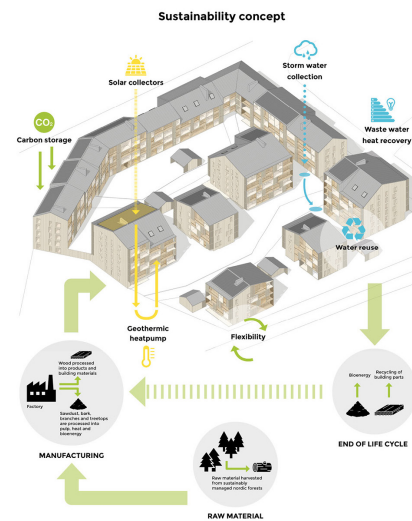 Sustainability concept
Solar collectors
Storm water
collection
CO₂
Carbon storage
Waste water
heat recovery
Water reuse
Geothermic
heatpump
Flexibility
Wood processed
into products and
building materials
Factory
Sawdust, bark,
branches and treetops
are processed into
pulp, heat and
bioenergy
MANUFACTURING
Bioenergy
Recycling of
building parts
END OF LIFE CYCLE
Raw material harvested
from sustainably
managed nordic forests
RAW MATERIAL